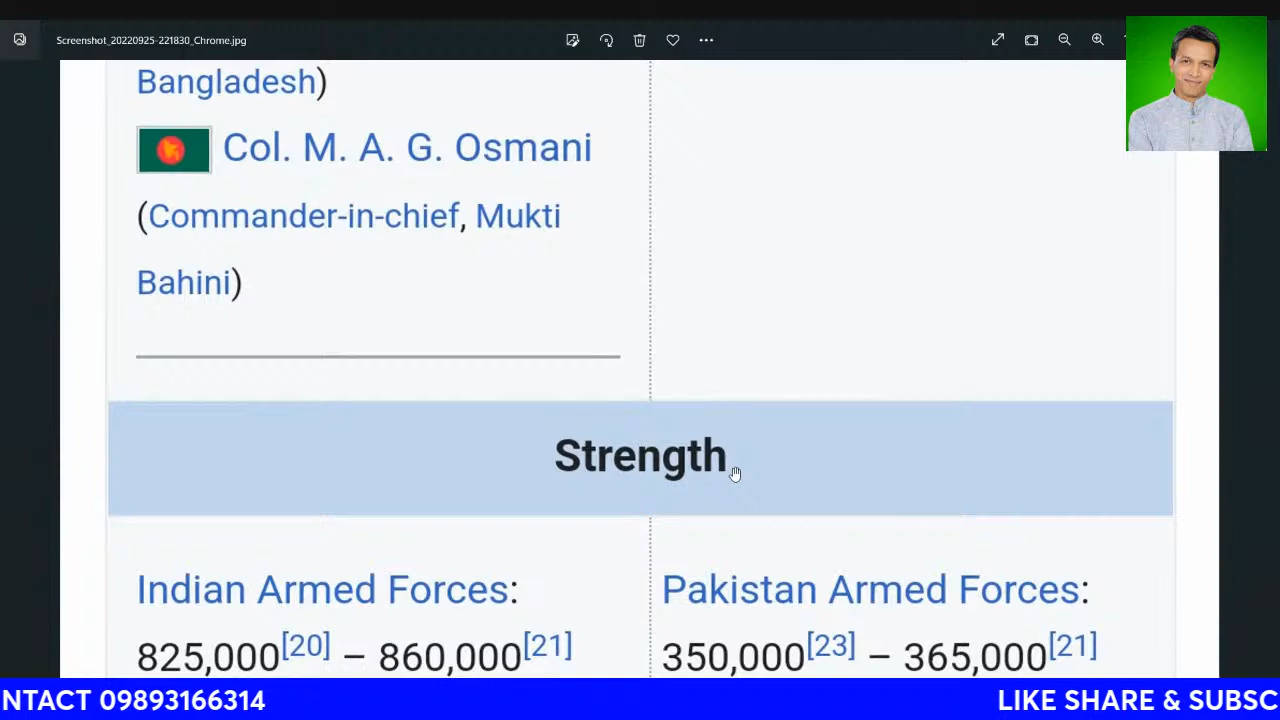 Screenshot_20220925-221830_Chrome.jpg
Bangladesh)
Col. M. A. G. Osmani
(Commander-in-chief, Mukti
Bahini)
Strength
Indian Armed Forces:
825,000[20] – 860,000[21]
Pakistan Armed Forces:
350,000[23] – 365,000[21]
NTACT 09893166314
LIKE SHARE & SUBSC